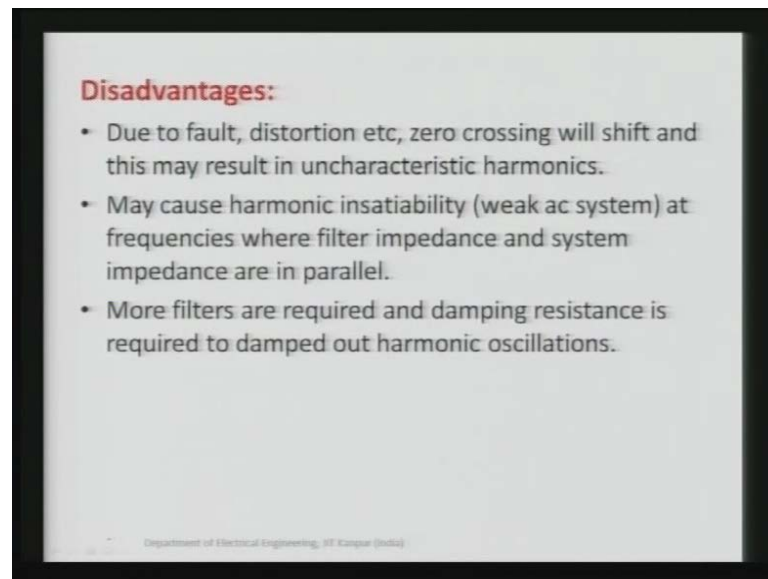 Disadvantages:
• Due to fault, distortion etc, zero crossing will shift and
this may result in uncharacteristic harmonics.
• May cause harmonic insatiability (weak ac system) at
frequencies where filter impedance and system
impedance are in parallel.
• More filters are required and damping resistance is
required to damped out harmonic oscillations.
Department of Electrical Engineering, IIT Kanpur (India)